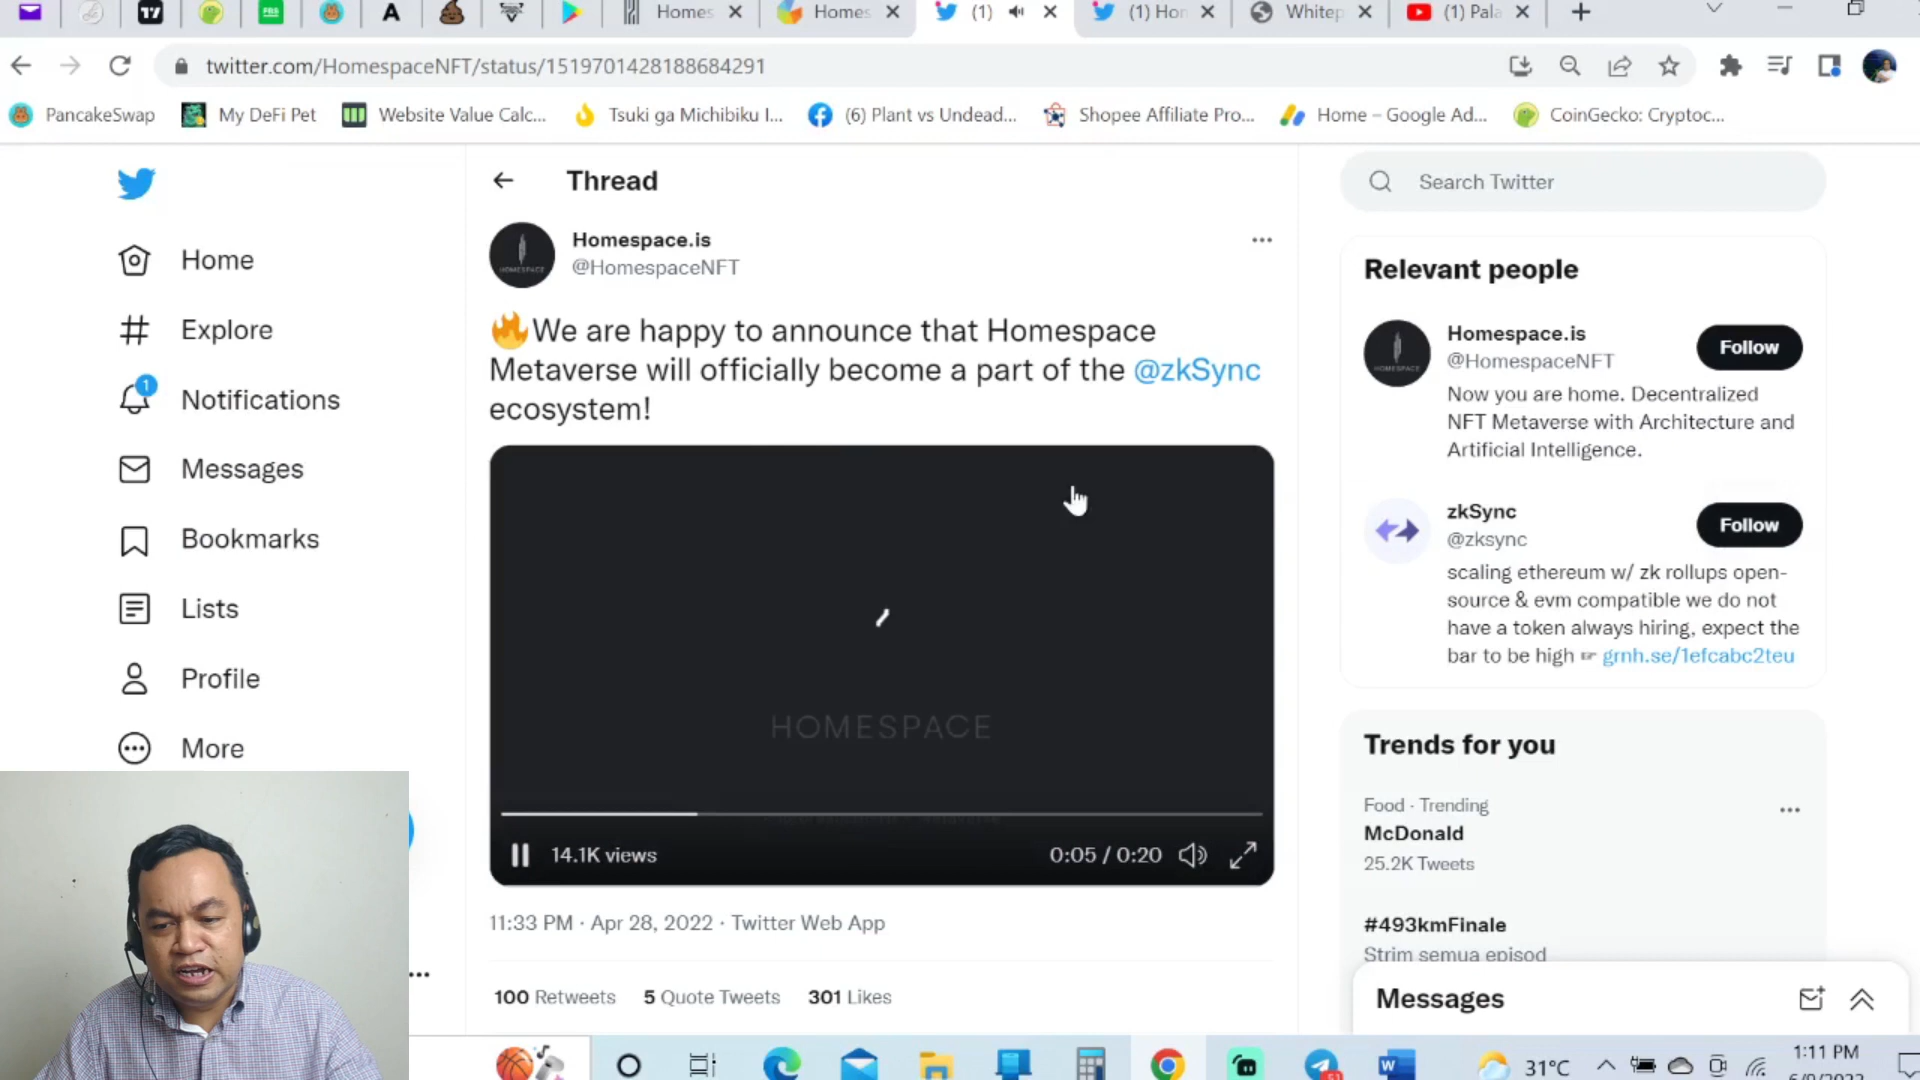 Homes
Homes
(1)
(1) Hon
Whitep
(1) Pala
twitter.com/HomespaceNFT/status/1519701428188684291
PancakeSwap
My DeFi Pet
Website Value Calc...
Tsuki ga Michibiku I...
(6) Plant vs Undead...
Shopee Affiliate Pro...
Home – Google Ad...
CoinGecko: Cryptoc...
Home
Explore
1
Notifications
Messages
Bookmarks
Lists
Profile
More
Thread
HOMESPACE
Homespace.is
@HomespaceNFT
🔥We are happy to announce that Homespace
Metaverse will officially become a part of the @zkSync
ecosystem!
HOMESPACE
14.1K views
0:05 / 0:20
11:33 PM · Apr 28, 2022 · Twitter Web App
100 Retweets 5 Quote Tweets 301 Likes
Search Twitter
Relevant people
HOMESPACE
Homespace.is
@HomespaceNFT
Follow
Now you are home. Decentralized
NFT Metaverse with Architecture and
Artificial Intelligence.
zkSync
@zksync
Follow
scaling ethereum w/ zk rollups open-
source & evm compatible we do not
have a token always hiring, expect the
bar to be high ☞ grnh.se/1efcabc2teu
Trends for you
Food · Trending
McDonald
25.2K Tweets
#493kmFinale
Strim semua episod
Messages
31°C
1:11 PM